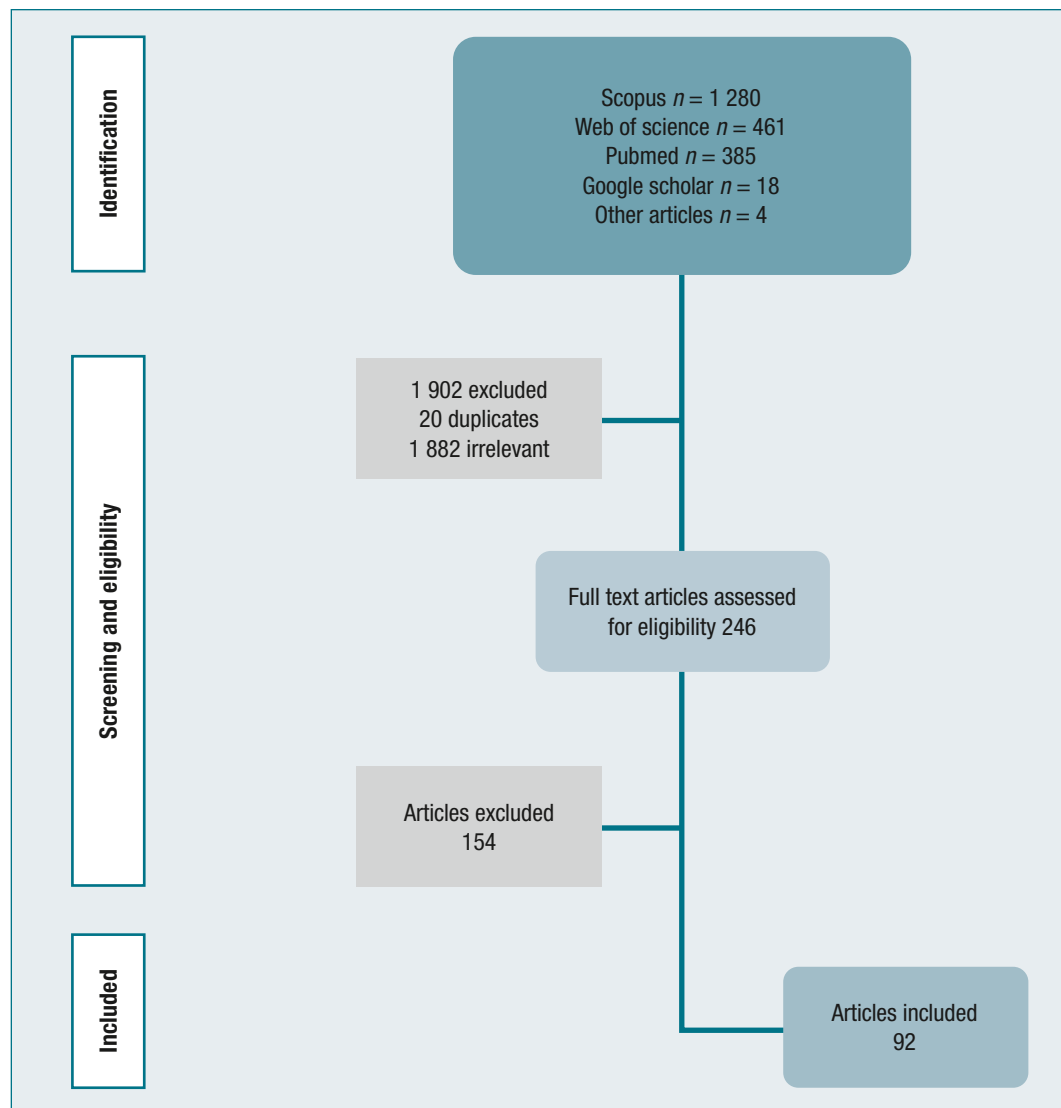 Identification
Scopus n = 1 280
Web of science n = 461
Pubmed n = 385
Google scholar n = 18
Other articles n = 4
Screening and eligibility
1 902 excluded
20 duplicates
1 882 irrelevant
Full text articles assessed
for eligibility 246
Articles excluded
154
Included
Articles included
92